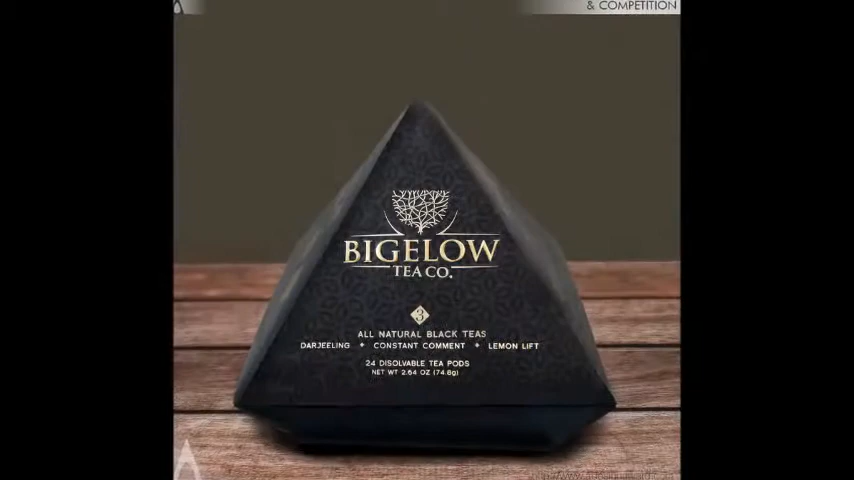 & COMPETITION
BIGELOW
TEA CO.
3
ALL NATURAL BLACK TEAS
DARJEELING + CONSTANT COMMENT + LEMON LIFT
24 DISOLVABLE TEA PODS
NET WT 2.64 OZ (74.8g)